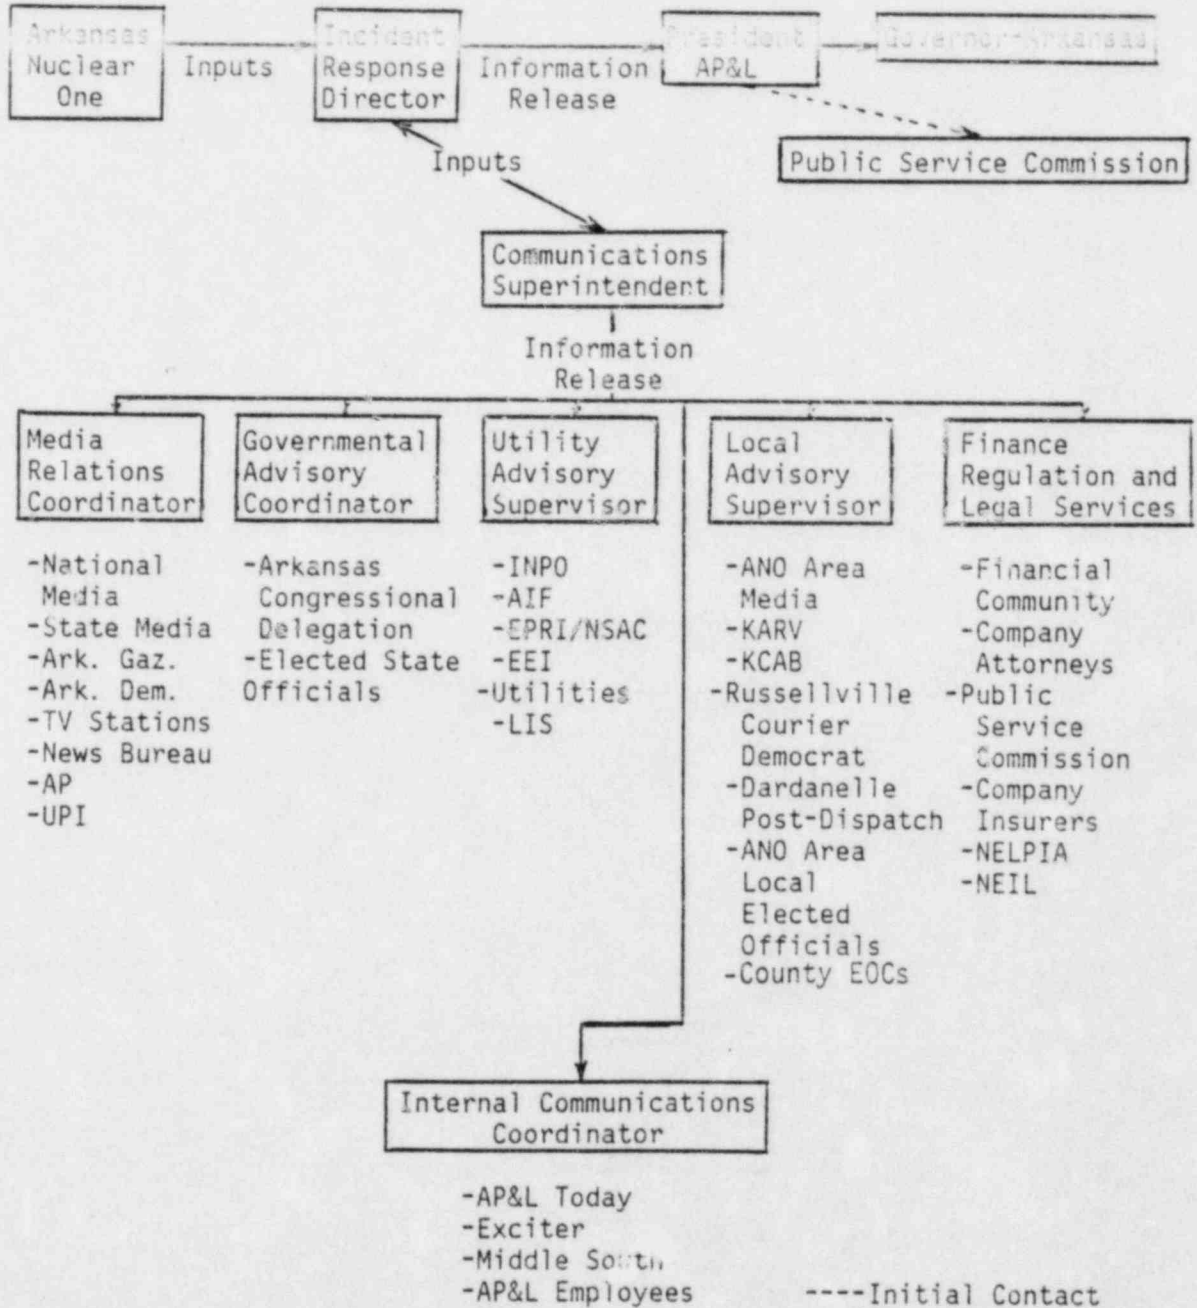 Arkansas
Nuclear
One
Inputs
Incident
Response
Director
Information
Release
President
AP&L
Governor-Arkansas
Public Service Commission
Inputs
Communications
Superintendent
Information
Release
Media
Relations
Coordinator
-National
Media
-State Media
-Ark. Gaz.
-Ark. Dem.
-TV Stations
-News Bureau
-AP
-UPI
Governmental
Advisory
Coordinator
-Arkansas
Congressional
Delegation
-Elected State
Officials
Utility
Advisory
Supervisor
-INPO
-AIF
-EPRI/NSAC
-EEI
-Utilities
-LIS
Local
Advisory
Supervisor
-ANO Area
Media
-KARV
-KCAB
-Russellville
Courier
Democrat
-Dardanelle
Post-Dispatch
-ANO Area
Local
Elected
Officials
-County EOCs
Finance
Regulation and
Legal Services
-Financial
Community
-Company
Attorneys
-Public
Service
Commission
-Company
Insurers
-NELPIA
-NEIL
Internal Communications
Coordinator
-AP&L Today
-Exciter
-Middle South
-AP&L Employees
----Initial Contact